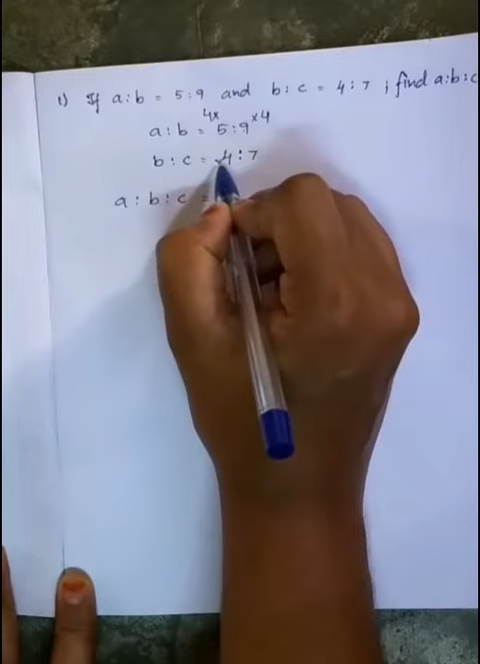 1) If a:b = 5:9 and b:c = 4:7 ; find a:b:c
a:b = 4x 5:9 x4
b:c = 4:7
a:b:c =